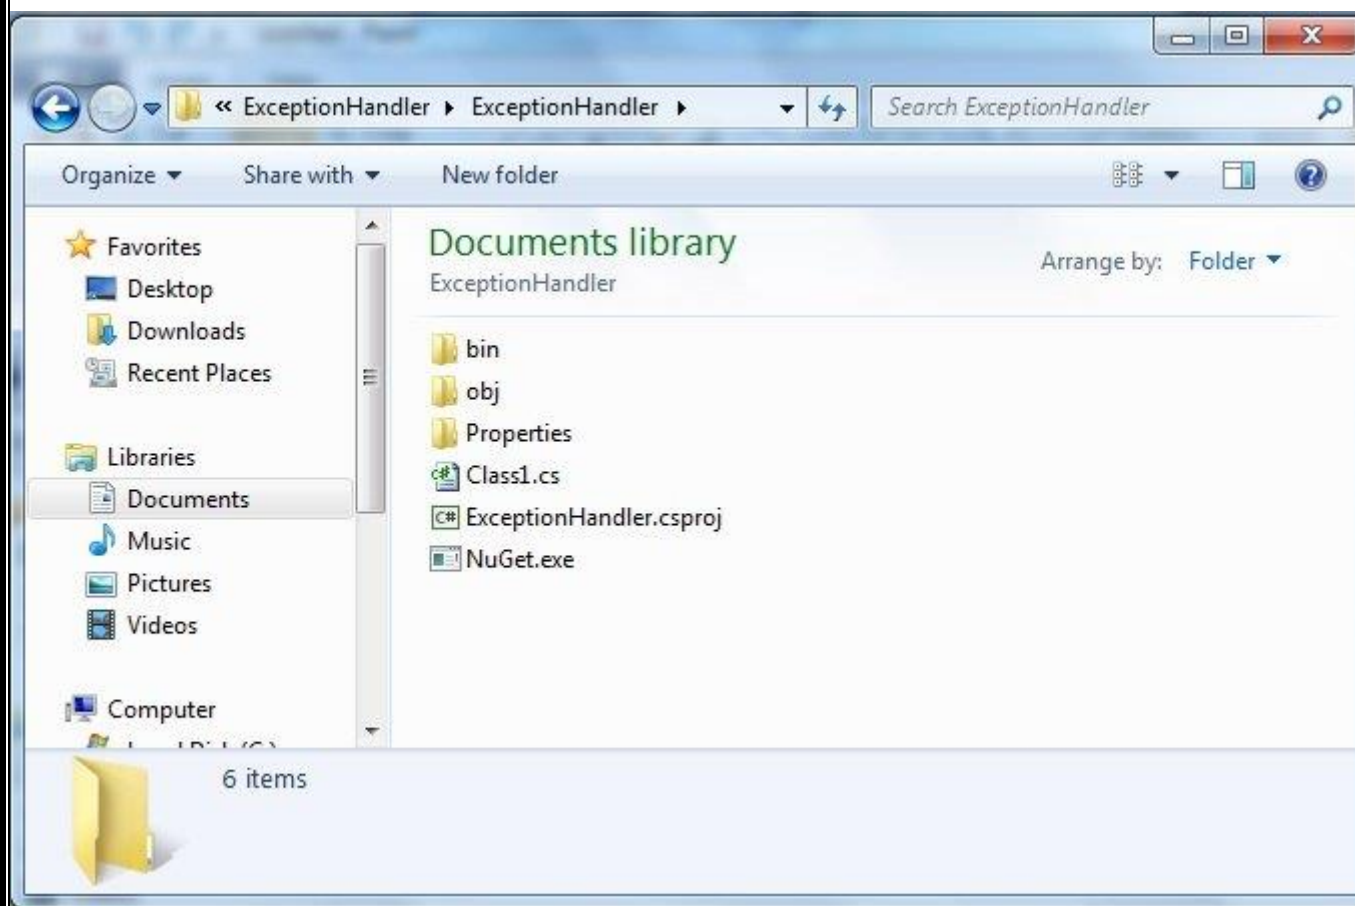 « ExceptionHandler ▸ ExceptionHandler ▸
Search ExceptionHandler
Organize ▼ Share with ▼ New folder
Favorites
Desktop
Downloads
Recent Places
Libraries
Documents
Music
Pictures
Videos
Computer
Documents library
ExceptionHandler
Arrange by: Folder ▼
bin
obj
Properties
Class1.cs
ExceptionHandler.csproj
NuGet.exe
6 items